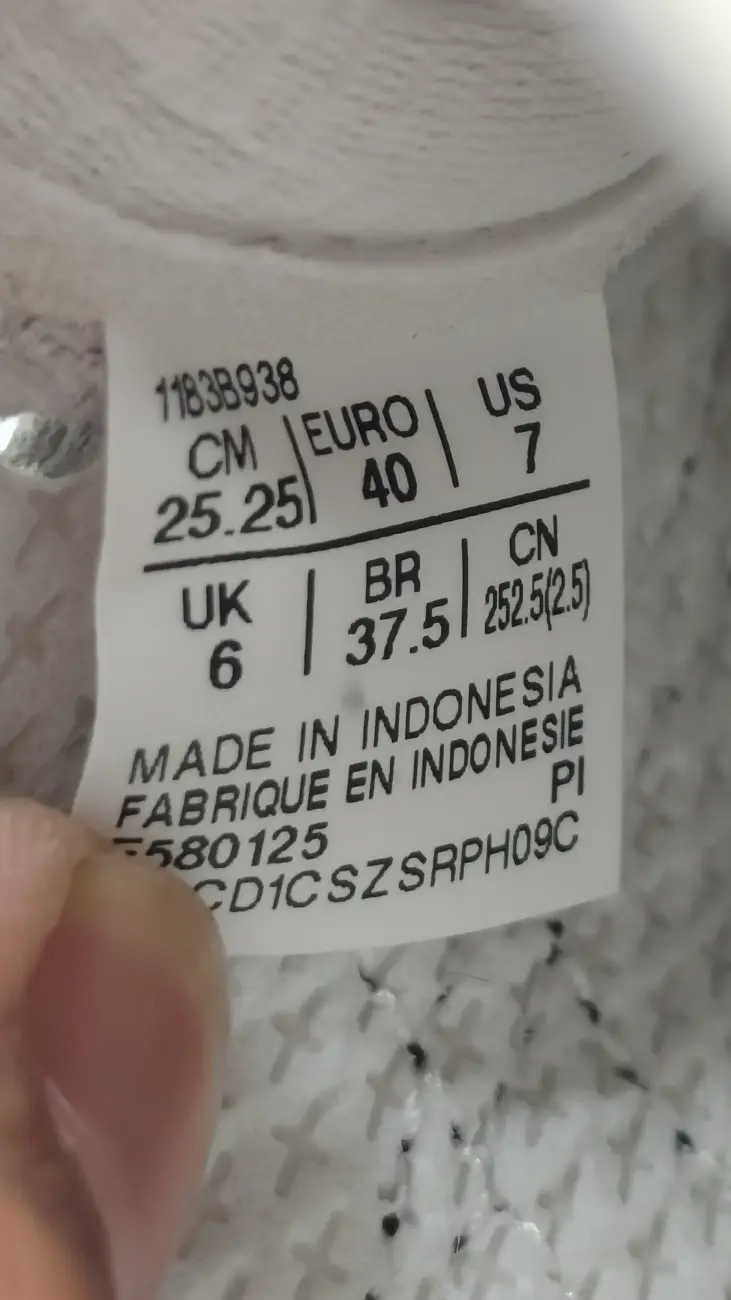 1183B938
CM EURO US
25.25 40 7
UK BR CN
6 37.5 252.5(2.5)
MADE IN INDONESIA
FABRIQUE EN INDONESIE
PI
580125
CD1CSZSRPH09C